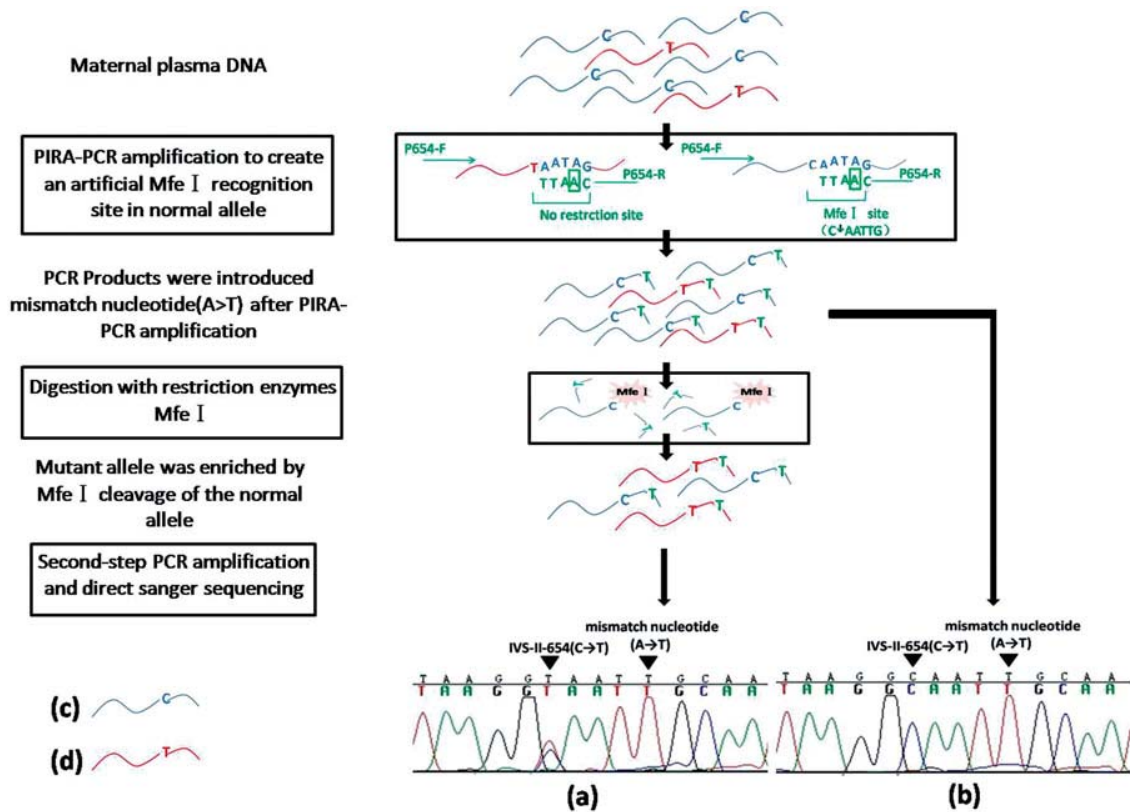 Maternal plasma DNA
C
T
C
C
C
T
PIRA-PCR amplification to create
an artificial Mfe Ⅰ recognition
site in normal allele
P654-F
TAATAG
TTAAC
P654-R
No restrction site
P654-F
CAATAG
TTAAC
P654-R
Mfe Ⅰ site
(C↓AATTG)
PCR Products were introduced
mismatch nucleotide(A>T) after PIRA-
PCR amplification
C T
T T
C T
C T
C T
T T
Digestion with restriction enzymes
Mfe Ⅰ
Mfe Ⅰ
C
Mfe Ⅰ
C
Mutant allele was enriched by
Mfe Ⅰ cleavage of the normal
allele
T T
C T
C T
T T
Second-step PCR amplification
and direct sanger sequencing
mismatch nucleotide
IVS-II-654(C→T) (A→T)
T A A G G T A A T T G C A A
T A A G G T A A T T G C A A
mismatch nucleotide
IVS-II-654(C→T) (A→T)
T A A G G C A A T T G C A A
T A A G G C A A T T G C A A
(c) C
(d) T
(a)
(b)